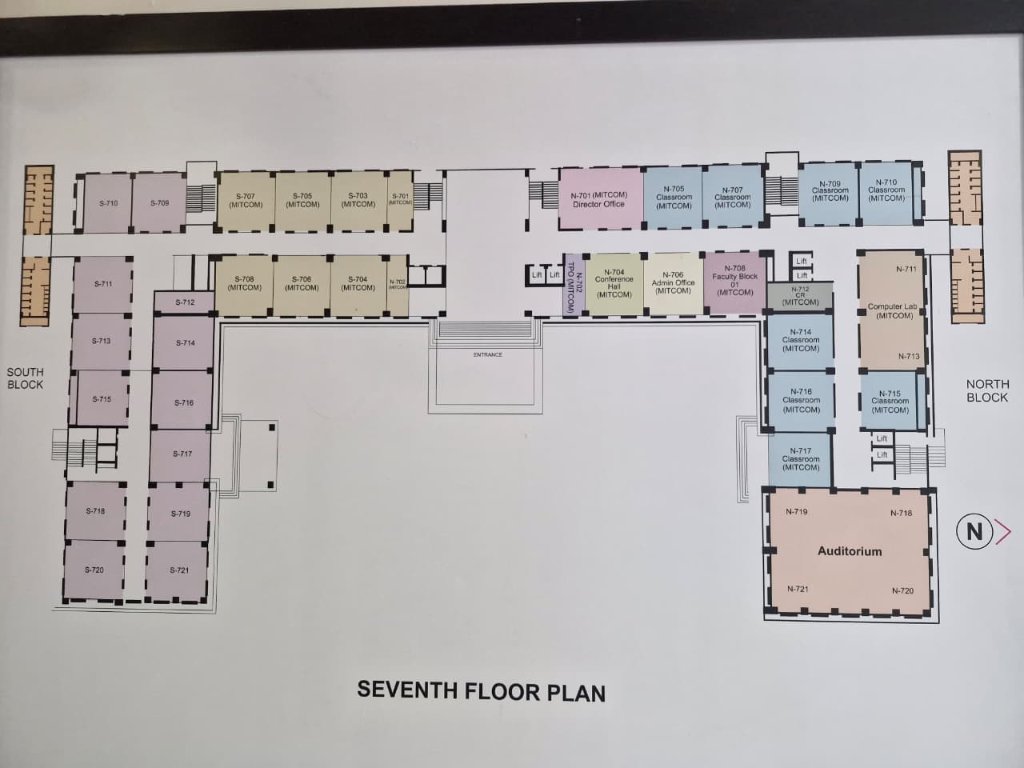 S-710
S-709
S-707
(MITCOM)
S-705
(MITCOM)
S-703
(MITCOM)
S-701
(MITCOM)
N-701 (MITCOM)
Director Office
N-705
Classroom
(MITCOM)
N-707
Classroom
(MITCOM)
N-709
Classroom
(MITCOM)
N-710
Classroom
(MITCOM)
S-711
S-712
S-708
(MITCOM)
S-706
(MITCOM)
S-704
(MITCOM)
(MITCOM)
Lift
Lift
N-702
TPO (MITCOM)
N-704
Conference
Hall
(MITCOM)
N-706
Admin Office
(MITCOM)
N-708
Faculty Block
01
(MITCOM)
Lift
Lift
N-712
CR
(MITCOM)
N-711
Computer Lab
(MITCOM)
N-713
S-713
S-714
ENTRANCE
N-714
Classroom
(MITCOM)
SOUTH
BLOCK
S-715
S-716
N-716
Classroom
(MITCOM)
N-715
Classroom
(MITCOM)
NORTH
BLOCK
S-717
N-717
Classroom
(MITCOM)
Lift
Lift
S-718
S-719
N-719
N-718
Auditorium
N
S-720
S-721
N-721
N-720
SEVENTH FLOOR PLAN